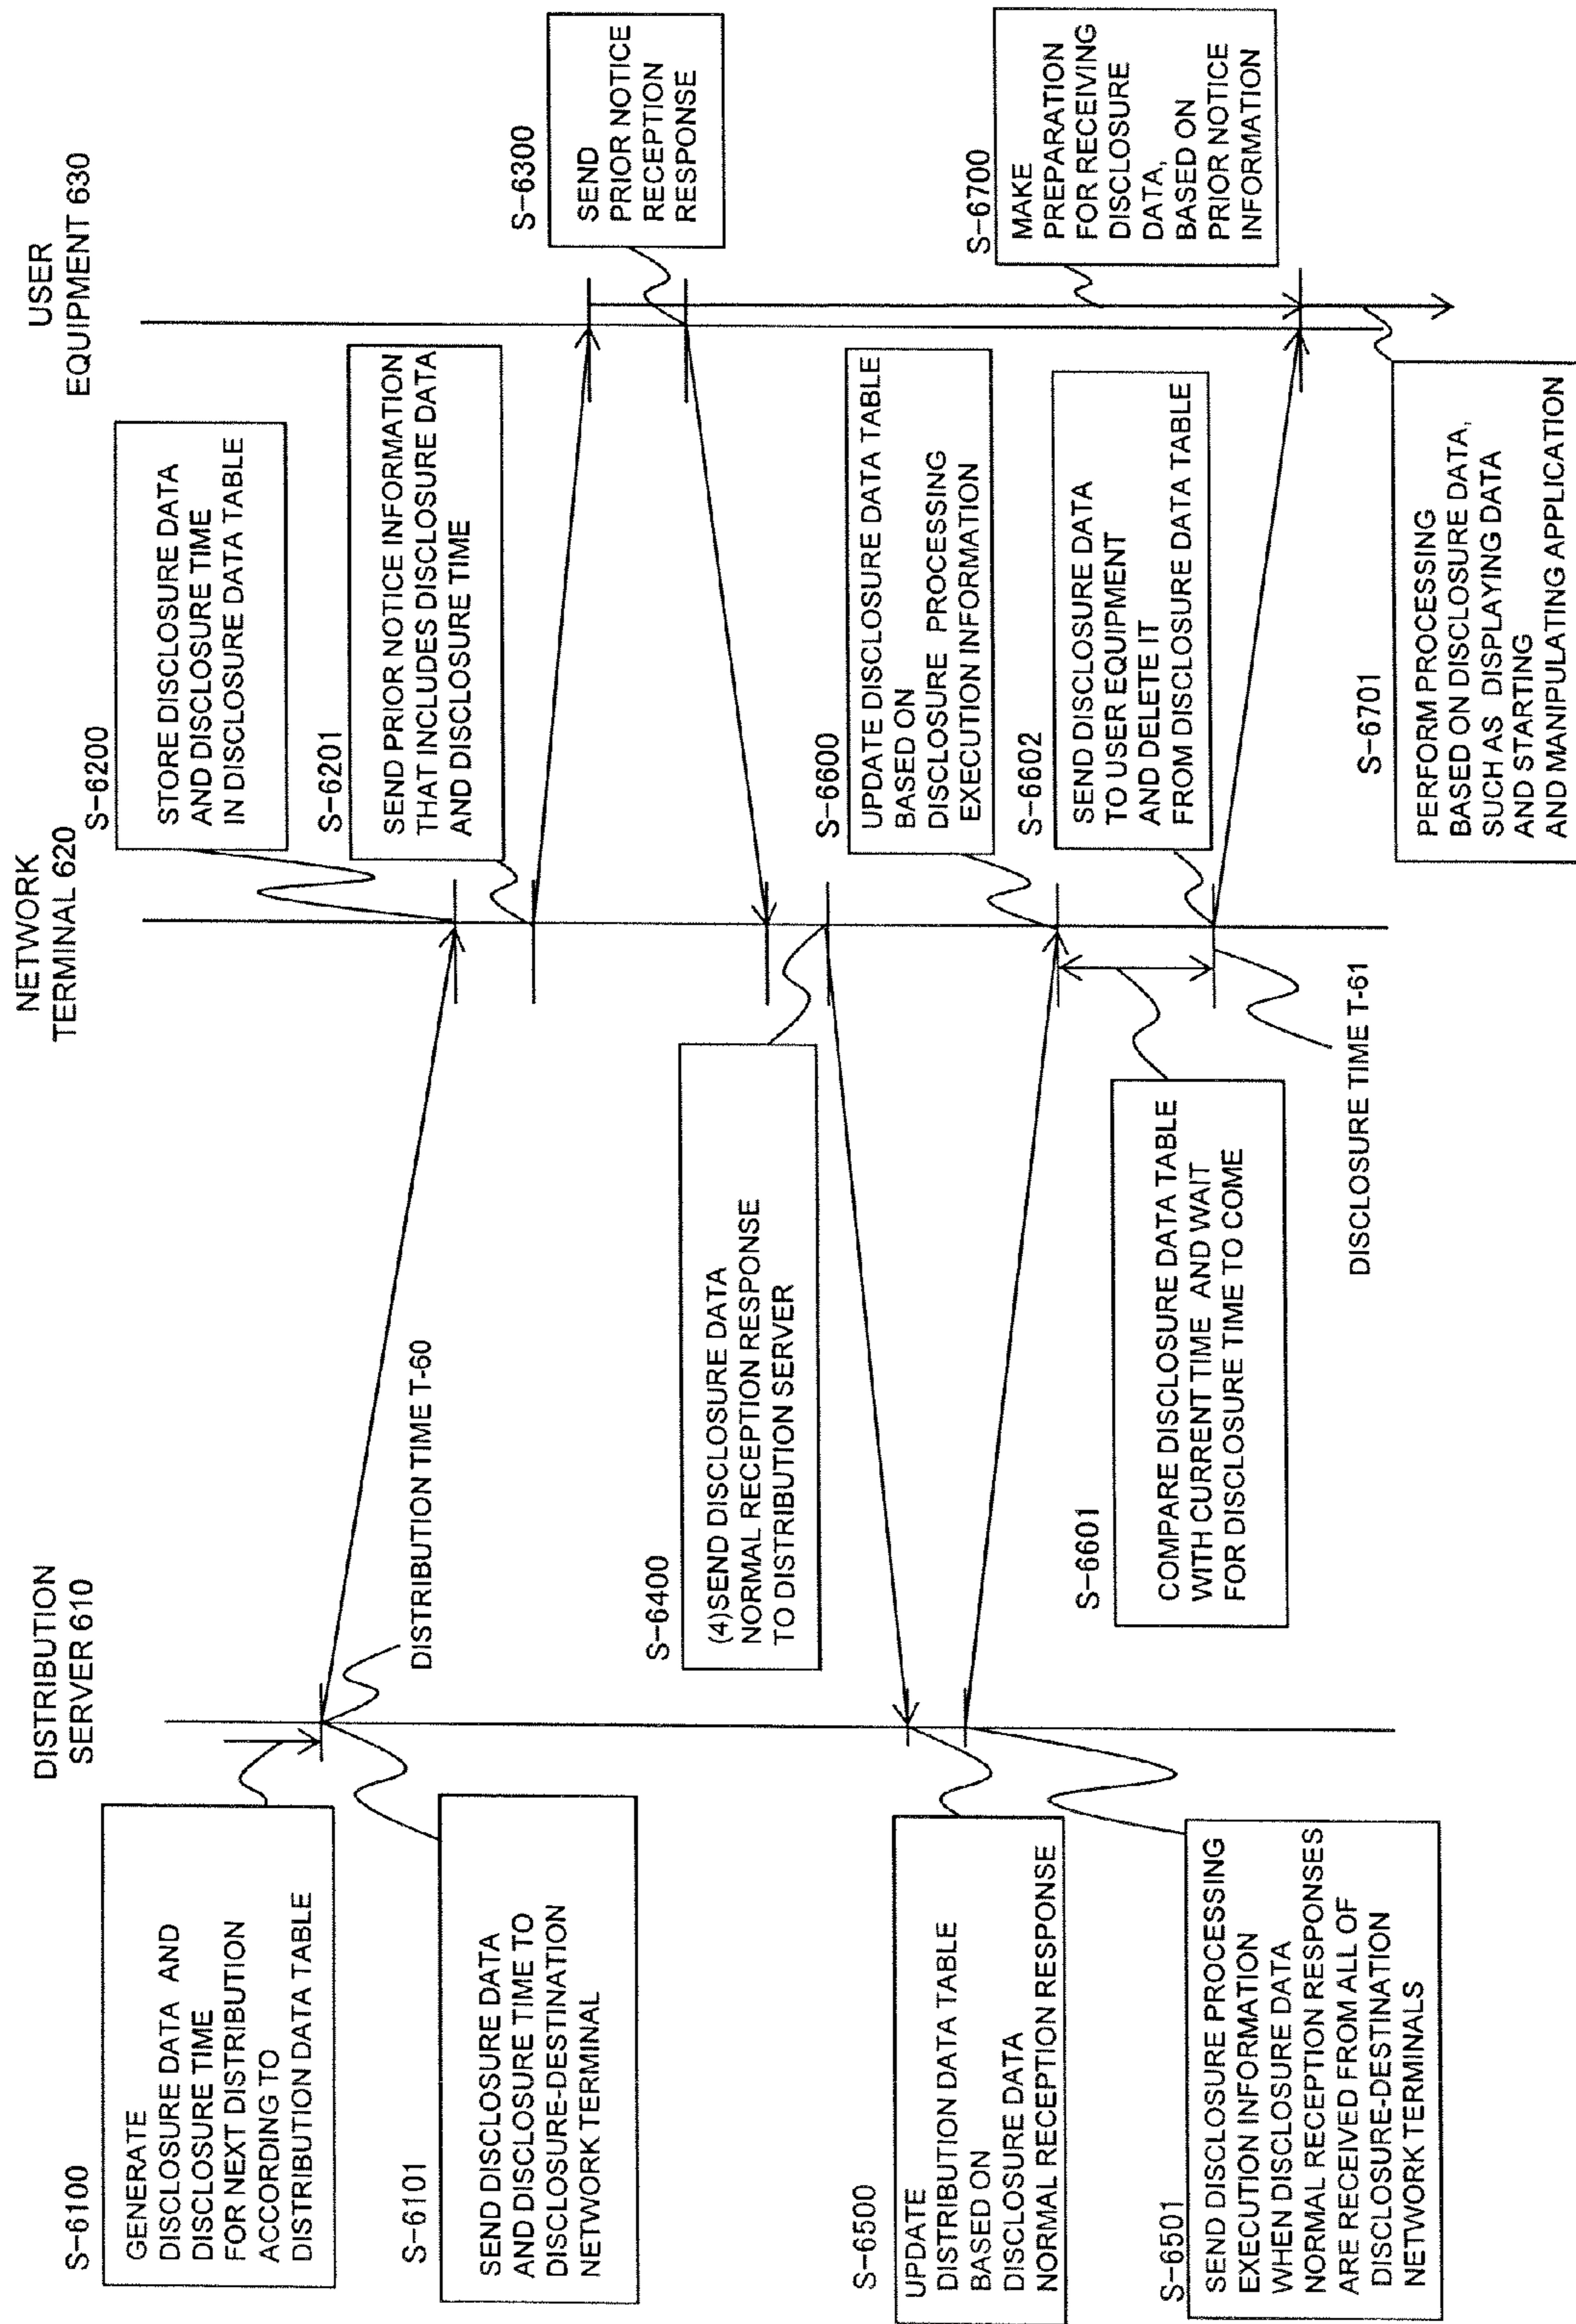 DISTRIBUTION
SERVER 610
NETWORK
TERMINAL 620
USER
EQUIPMENT 630
S-6100
GENERATE
DISCLOSURE DATA AND
DISCLOSURE TIME
FOR NEXT DISTRIBUTION
ACCORDING TO
DISTRIBUTION DATA TABLE
S-6101
SEND DISCLOSURE DATA
AND DISCLOSURE TIME TO
DISCLOSURE-DESTINATION
NETWORK TERMINAL
DISTRIBUTION TIME T-60
S-6200
STORE DISCLOSURE DATA
AND DISCLOSURE TIME
IN DISCLOSURE DATA TABLE
S-6201
SEND PRIOR NOTICE INFORMATION
THAT INCLUDES DISCLOSURE DATA
AND DISCLOSURE TIME
S-6300
SEND
PRIOR NOTICE
RECEPTION
RESPONSE
S-6400
(4)SEND DISCLOSURE DATA
NORMAL RECEPTION RESPONSE
TO DISTRIBUTION SERVER
S-6500
UPDATE
DISTRIBUTION DATA TABLE
BASED ON
DISCLOSURE DATA
NORMAL RECEPTION RESPONSE
S-6501
SEND DISCLOSURE PROCESSING
EXECUTION INFORMATION
WHEN DISCLOSURE DATA
NORMAL RECEPTION RESPONSES
ARE RECEIVED FROM ALL OF
DISCLOSURE-DESTINATION
NETWORK TERMINALS
S-6600
UPDATE DISCLOSURE DATA TABLE
BASED ON
DISCLOSURE PROCESSING
EXECUTION INFORMATION
S-6601
COMPARE DISCLOSURE DATA TABLE
WITH CURRENT TIME AND WAIT
FOR DISCLOSURE TIME TO COME
S-6602
SEND DISCLOSURE DATA
TO USER EQUIPMENT
AND DELETE IT
FROM DISCLOSURE DATA TABLE
DISCLOSURE TIME T-61
S-6700
MAKE
PREPARATION
FOR RECEIVING
DISCLOSURE
DATA,
BASED ON
PRIOR NOTICE
INFORMATION
S-6701
PERFORM PROCESSING
BASED ON DISCLOSURE DATA,
SUCH AS DISPLAYING DATA
AND STARTING
AND MANIPULATING APPLICATION